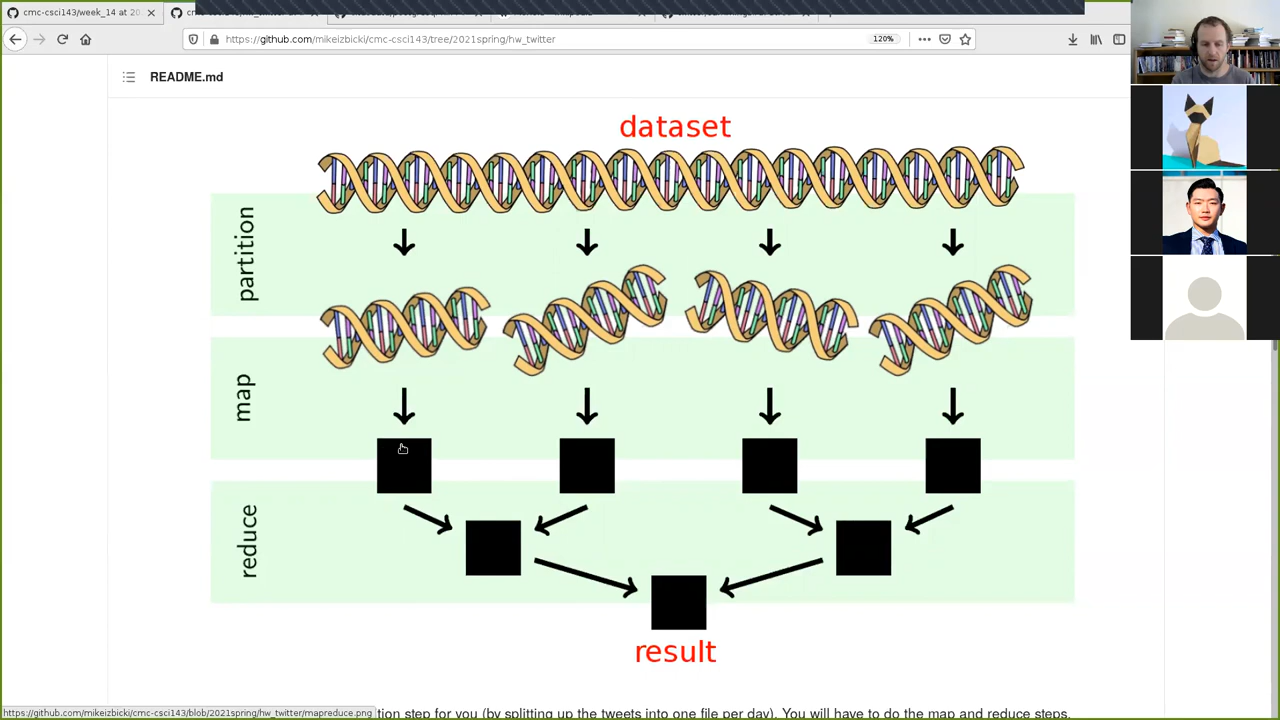 cmc-csci143/week_14 at 20
https://github.com/mikeizbicki/cmc-csci143/tree/2021spring/hw_twitter
120%
README.md
dataset
partition
map
reduce
result
https://github.com/mikeizbicki/cmc-csci143/blob/2021spring/hw_twitter/mapreduce.png
tion step for you (by splitting up the tweets into one file per day). You will have to do the map and reduce steps.